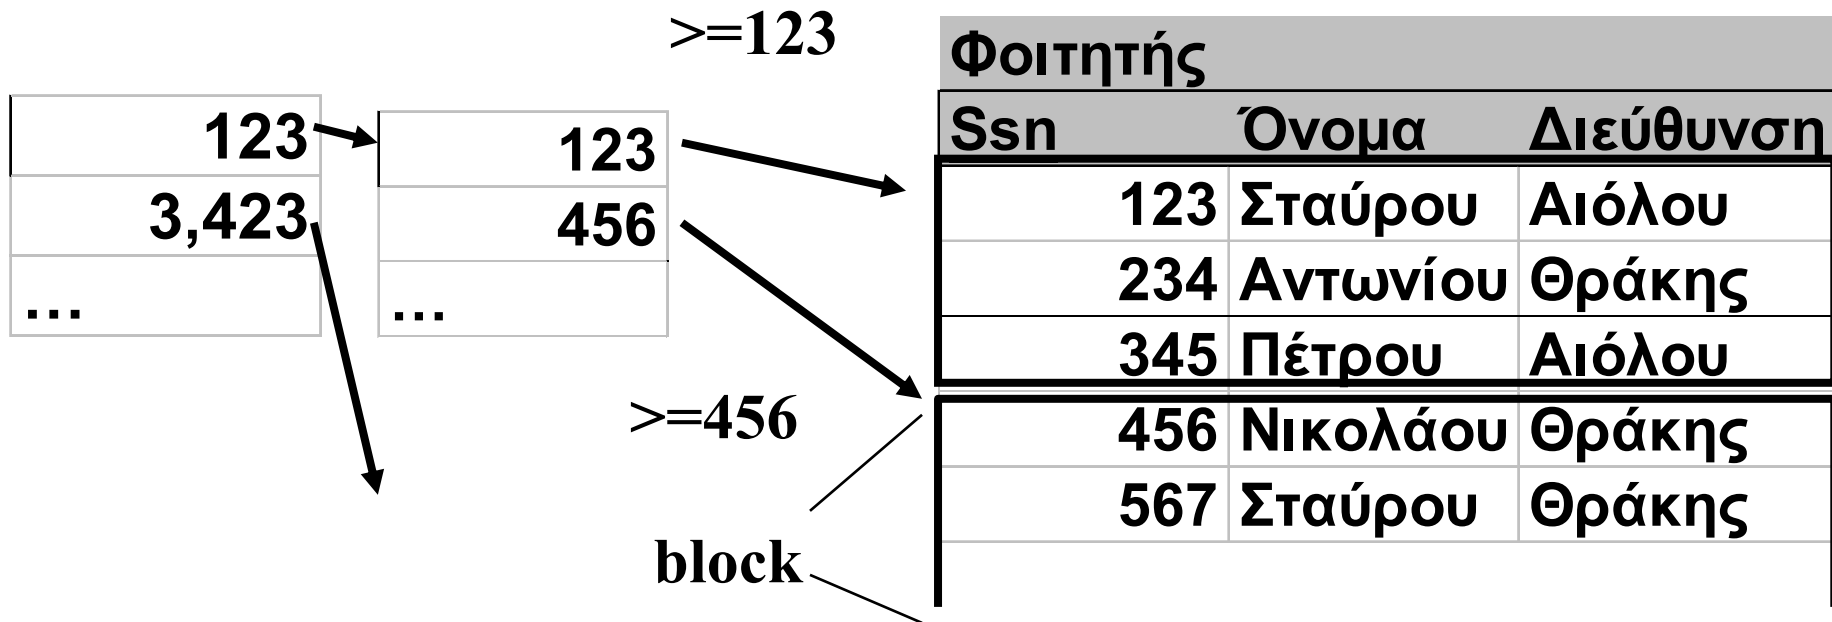 >=123
123
3,423
...
123
456
...
Φοιτητής
Ssn Όνομα Διεύθυνση
123 Σταύρου Αιόλου
234 Αντωνίου Θράκης
345 Πέτρου Αιόλου
456 Νικολάου Θράκης
567 Σταύρου Θράκης
>=456
block